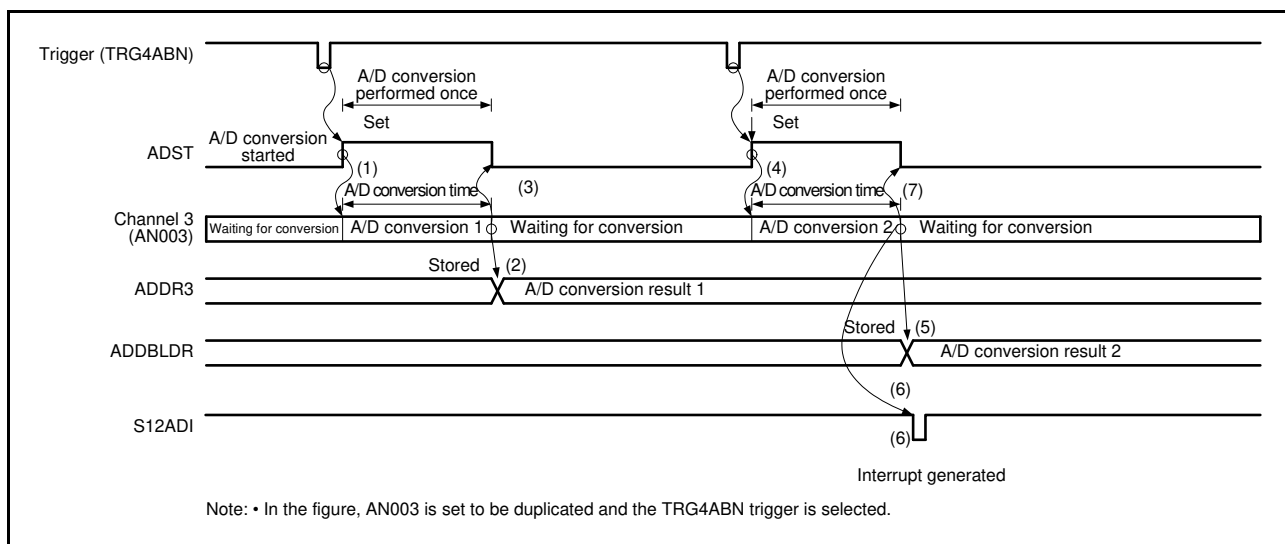 Trigger (TRG4ABN)
A/D conversion
performed once
A/D conversion
performed once
Set
Set
A/D conversion
started
ADST
(1)
(3)
(4)
(7)
A/D conversion time
A/D conversion time
Channel 3
(AN003)
Waiting for conversion
A/D conversion 1
Waiting for conversion
A/D conversion 2
Waiting for conversion
Stored
(2)
ADDR3
A/D conversion result 1
Stored
(5)
ADDBLDR
A/D conversion result 2
(6)
S12ADI
(6)
Interrupt generated
Note: • In the figure, AN003 is set to be duplicated and the TRG4ABN trigger is selected.